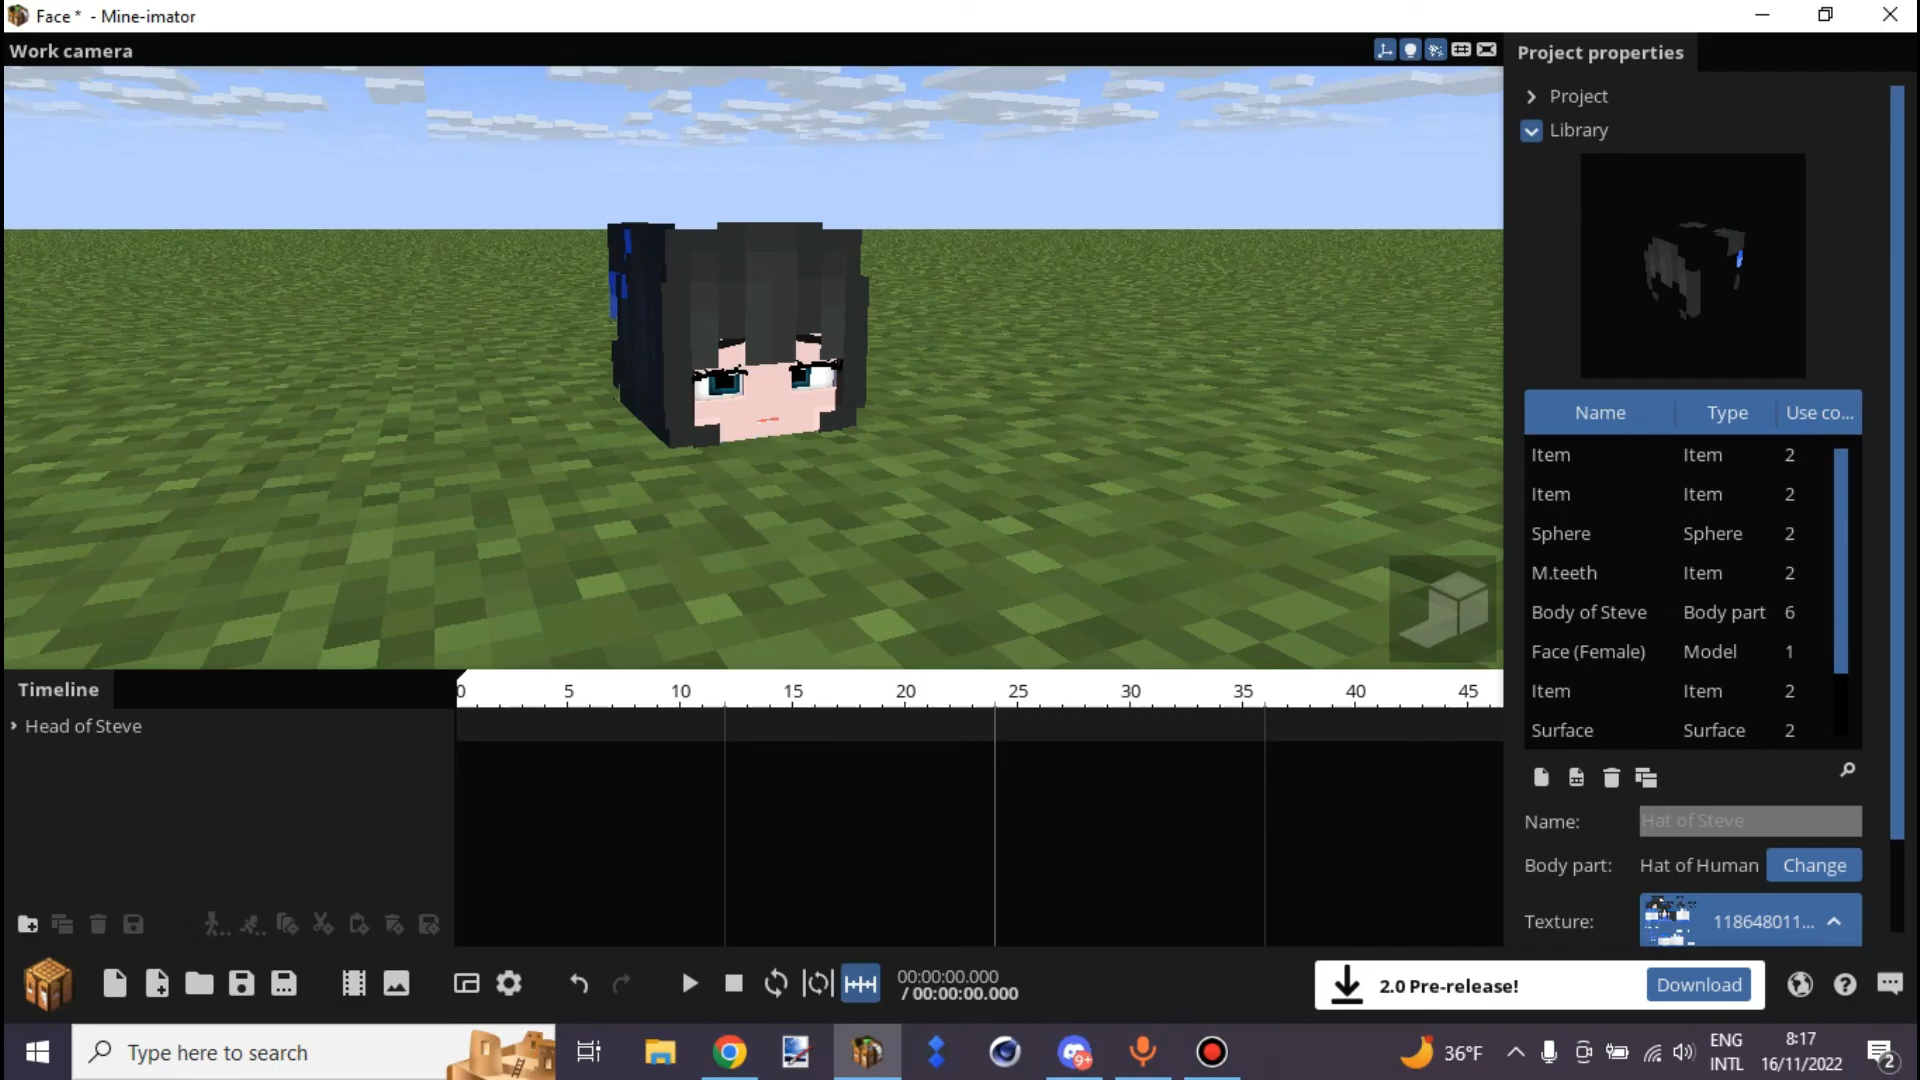 Face * - Mine-imator
Work camera
Project properties
Project
Library
Name Type Use co...
Item Item 2
Item Item 2
Sphere Sphere 2
M.teeth Item 2
Body of Steve Body part 6
Face (Female) Model 1
Item Item 2
Surface Surface 2
Timeline
0 5 10 15 20 25 30 35 40 45
Head of Steve
Name: Hat of Steve
Body part: Hat of Human Change
Texture: 118648011...
00:00:00.000
/ 00:00:00.000
2.0 Pre-release! Download
Type here to search
9+
36°F
ENG
INTL
8:17
16/11/2022
2